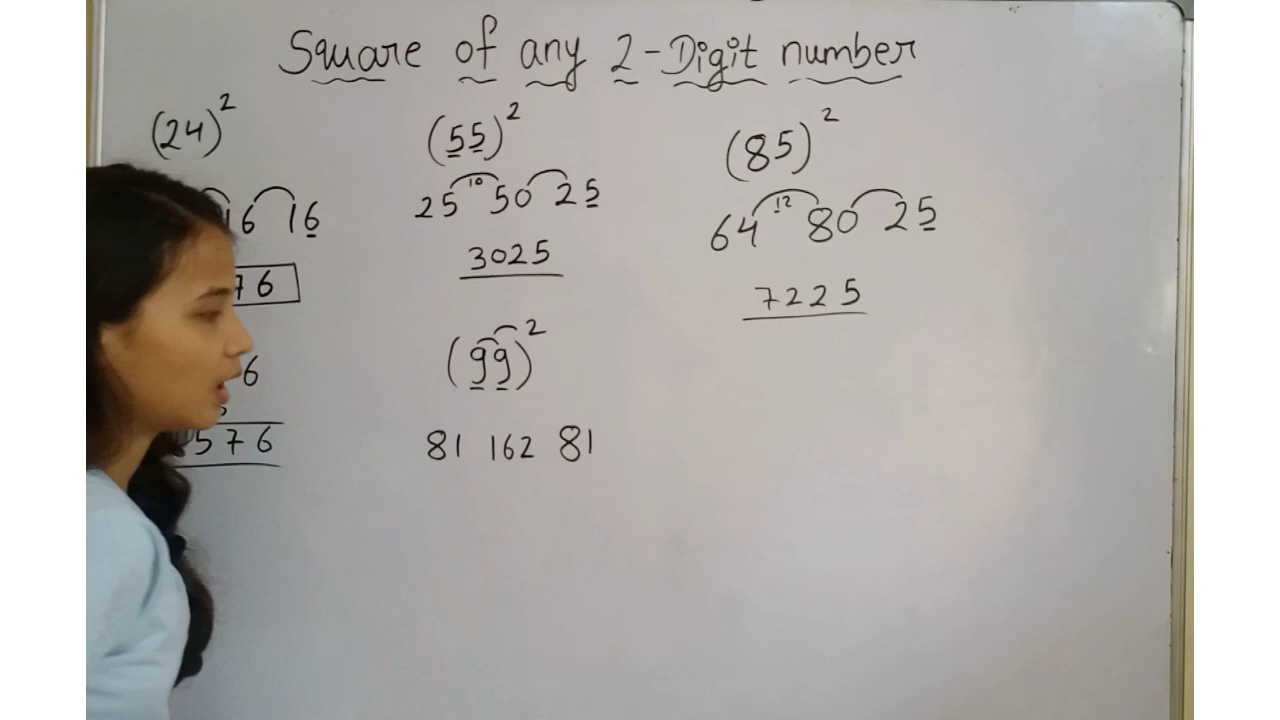 Square of any 2-Digit number
(24)²
16 16
76
6
576
(55)²
25 10 50 25
3025
(99)²
81 162 81
(85)²
64 12 80 25
7225